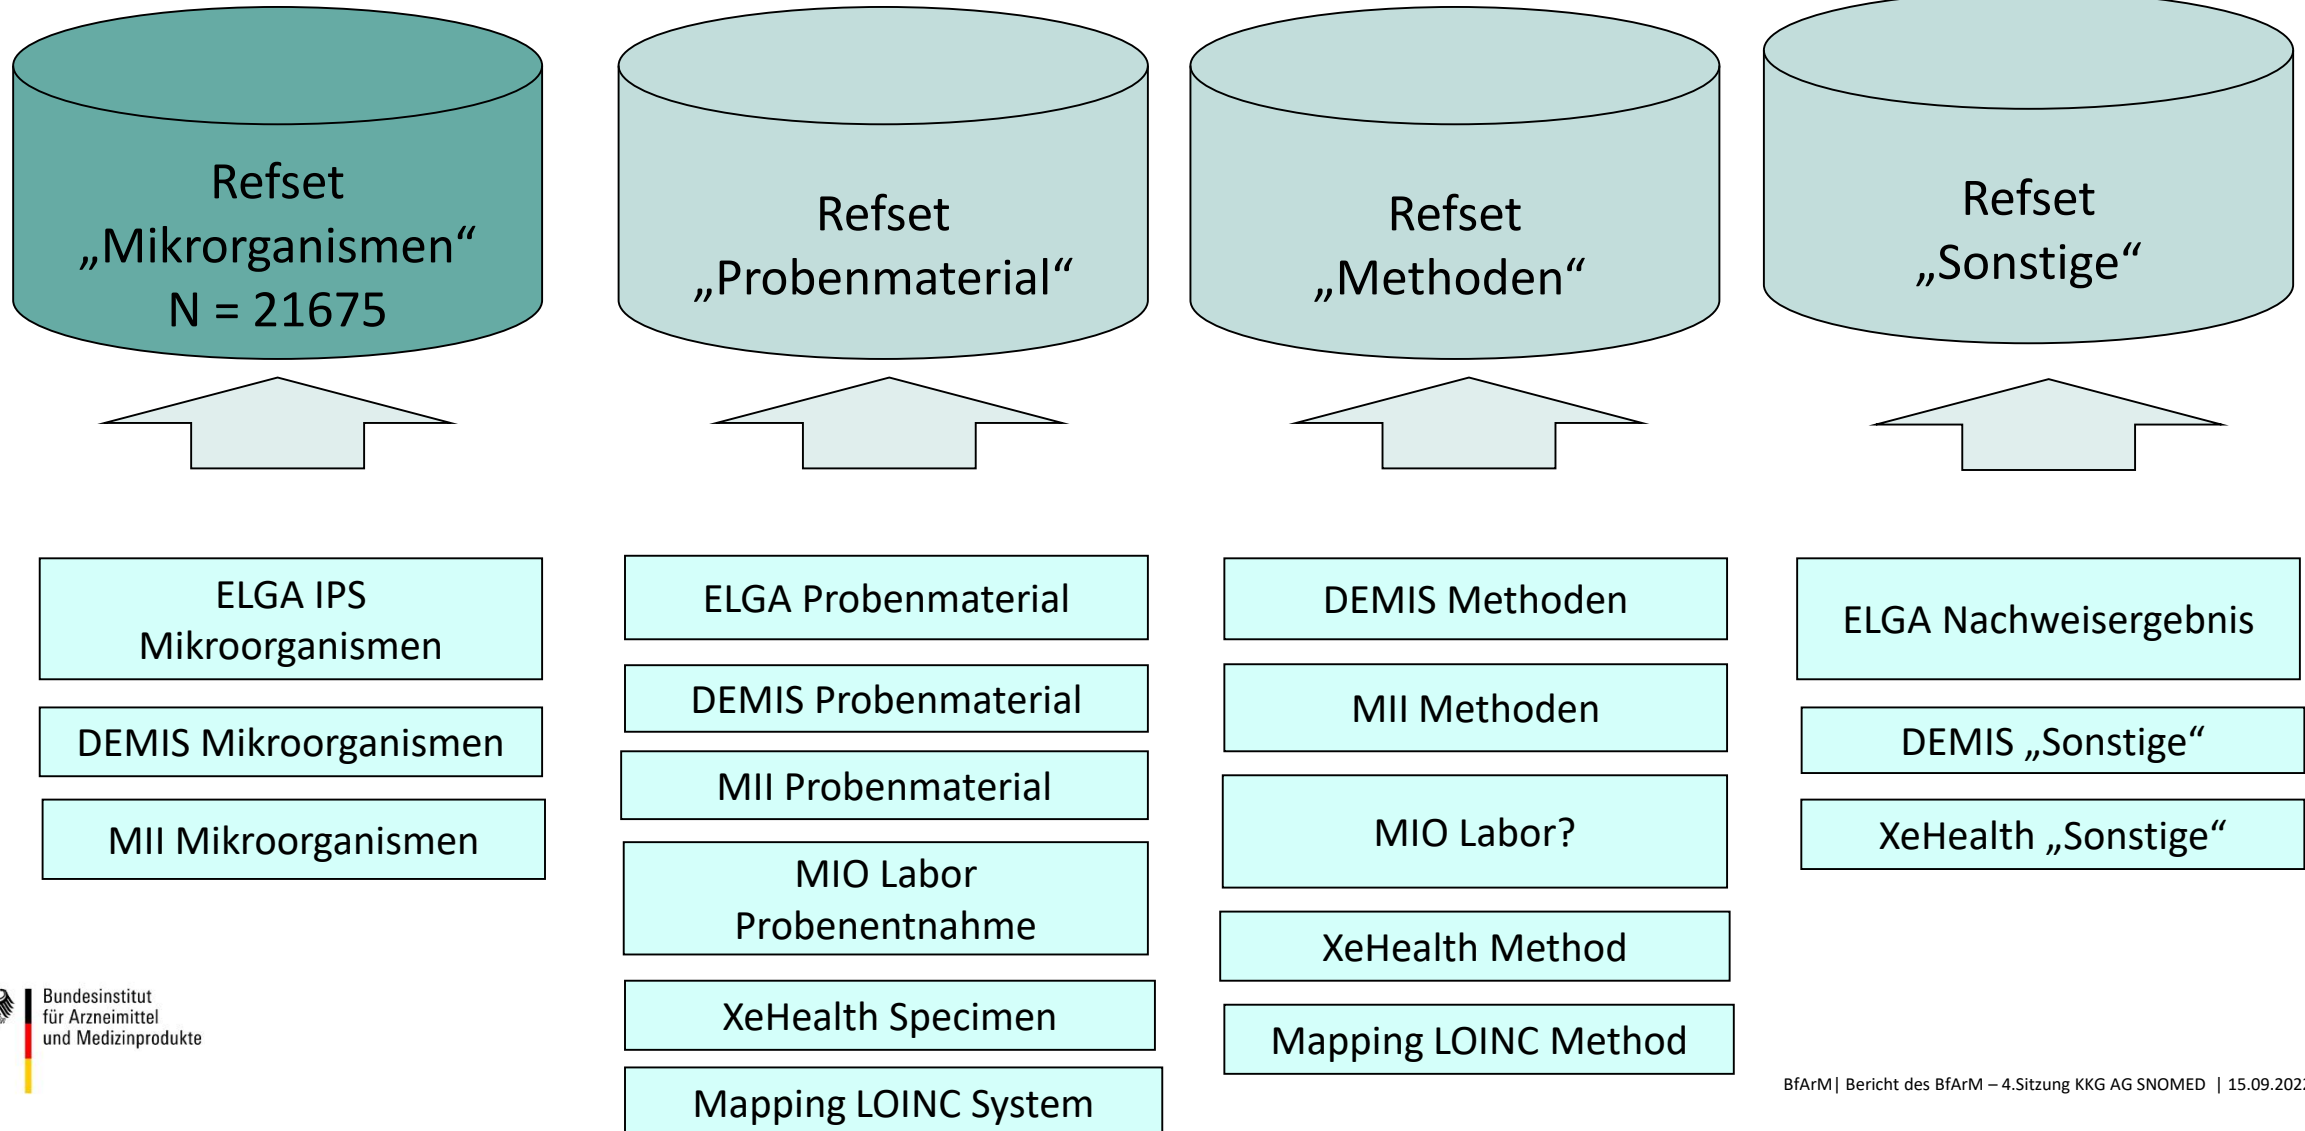 Refset
„Mikrorganismen“
N = 21675
Refset
„Probenmaterial“
Refset
„Methoden“
Refset
„Sonstige“
ELGA IPS
Mikroorganismen
DEMIS Mikroorganismen
MII Mikroorganismen
ELGA Probenmaterial
DEMIS Probenmaterial
MII Probenmaterial
MIO Labor
Probenentnahme
XeHealth Specimen
Mapping LOINC System
DEMIS Methoden
MII Methoden
MIO Labor?
XeHealth Method
Mapping LOINC Method
ELGA Nachweisergebnis
DEMIS „Sonstige“
XeHealth „Sonstige“
Bundesinstitut
für Arzneimittel
und Medizinprodukte
BfArM| Bericht des BfArM – 4.Sitzung KKG AG SNOMED | 15.09.2022